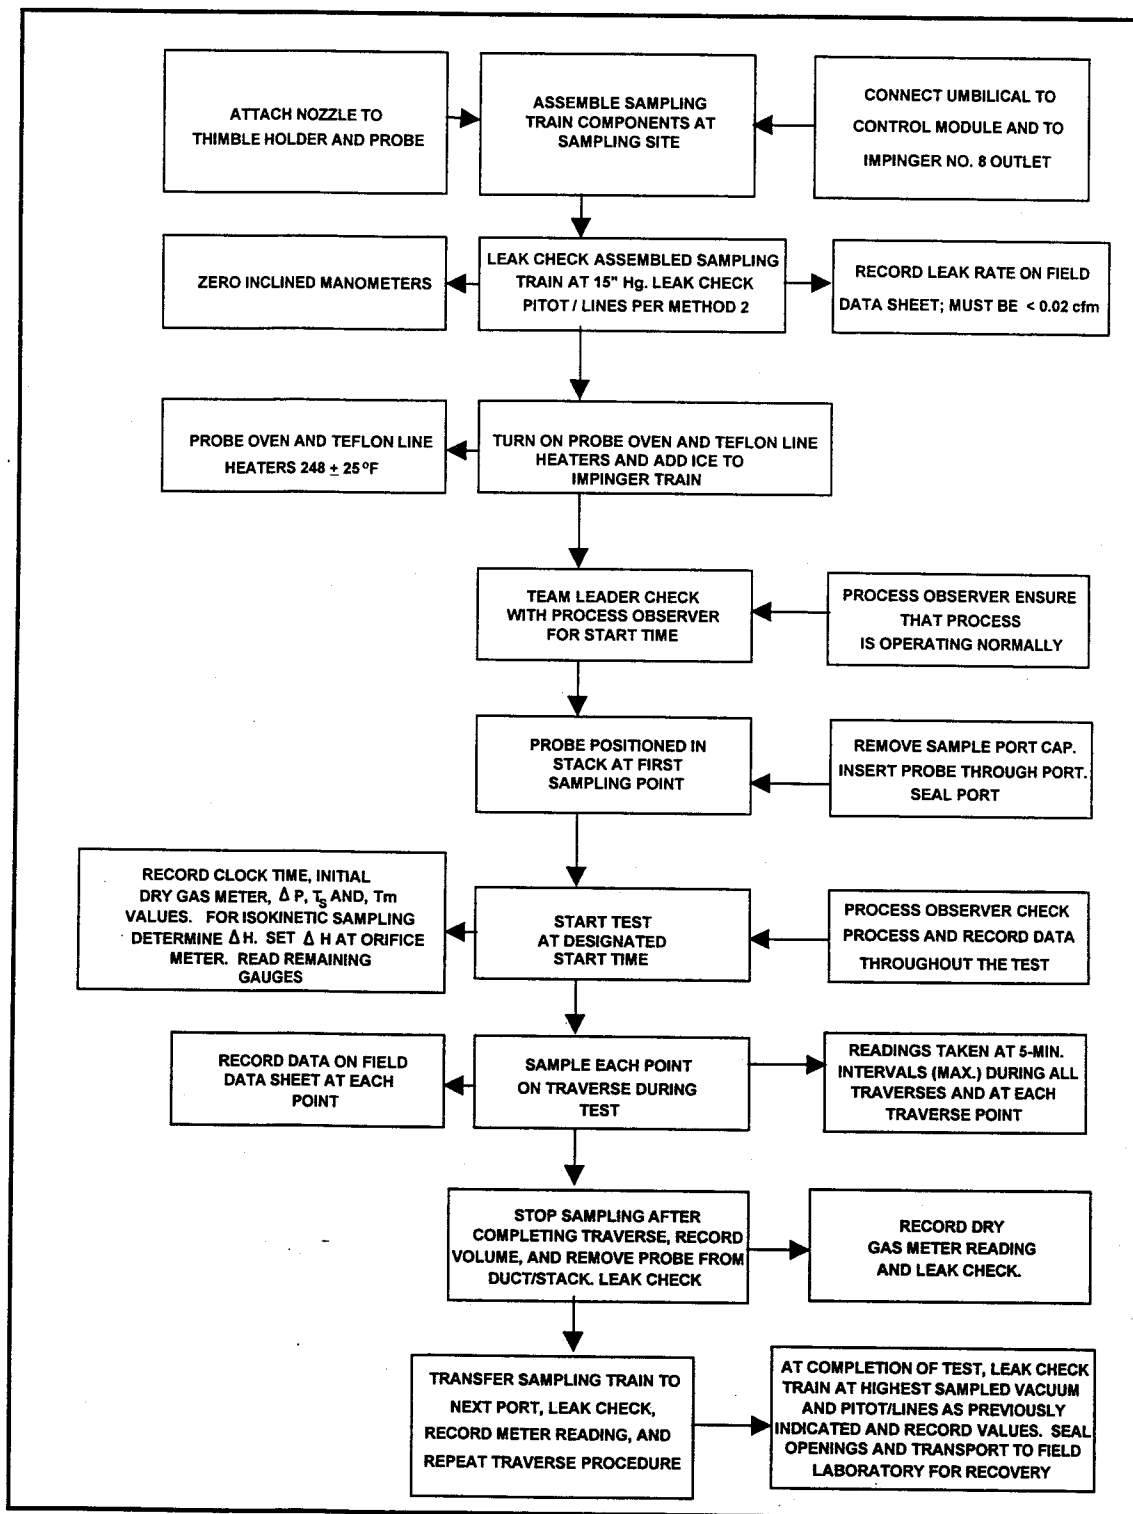 ATTACH NOZZLE TO
THIMBLE HOLDER AND PROBE
ASSEMBLE SAMPLING
TRAIN COMPONENTS AT
SAMPLING SITE
CONNECT UMBILICAL TO
CONTROL MODULE AND TO
IMPINGER NO. 8 OUTLET
ZERO INCLINED MANOMETERS
LEAK CHECK ASSEMBLED SAMPLING
TRAIN AT 15" Hg. LEAK CHECK
PITOT / LINES PER METHOD 2
RECORD LEAK RATE ON FIELD
DATA SHEET; MUST BE < 0.02 cfm
PROBE OVEN AND TEFLON LINE
HEATERS 248 ± 25 °F
TURN ON PROBE OVEN AND TEFLON LINE
HEATERS AND ADD ICE TO
IMPINGER TRAIN
TEAM LEADER CHECK
WITH PROCESS OBSERVER
FOR START TIME
PROCESS OBSERVER ENSURE
THAT PROCESS
IS OPERATING NORMALLY
PROBE POSITIONED IN
STACK AT FIRST
SAMPLING POINT
REMOVE SAMPLE PORT CAP.
INSERT PROBE THROUGH PORT.
SEAL PORT
RECORD CLOCK TIME, INITIAL
DRY GAS METER, Δ P, Ts AND, Tm
VALUES. FOR ISOKINETIC SAMPLING
DETERMINE Δ H. SET Δ H AT ORIFICE
METER. READ REMAINING
GAUGES
START TEST
AT DESIGNATED
START TIME
PROCESS OBSERVER CHECK
PROCESS AND RECORD DATA
THROUGHOUT THE TEST
RECORD DATA ON FIELD
DATA SHEET AT EACH
POINT
SAMPLE EACH POINT
ON TRAVERSE DURING
TEST
READINGS TAKEN AT 5-MIN.
INTERVALS (MAX.) DURING ALL
TRAVERSES AND AT EACH
TRAVERSE POINT
STOP SAMPLING AFTER
COMPLETING TRAVERSE, RECORD
VOLUME, AND REMOVE PROBE FROM
DUCT/STACK. LEAK CHECK
RECORD DRY
GAS METER READING
AND LEAK CHECK.
TRANSFER SAMPLING TRAIN TO
NEXT PORT, LEAK CHECK,
RECORD METER READING, AND
REPEAT TRAVERSE PROCEDURE
AT COMPLETION OF TEST, LEAK CHECK
TRAIN AT HIGHEST SAMPLED VACUUM
AND PITOT/LINES AS PREVIOUSLY
INDICATED AND RECORD VALUES. SEAL
OPENINGS AND TRANSPORT TO FIELD
LABORATORY FOR RECOVERY